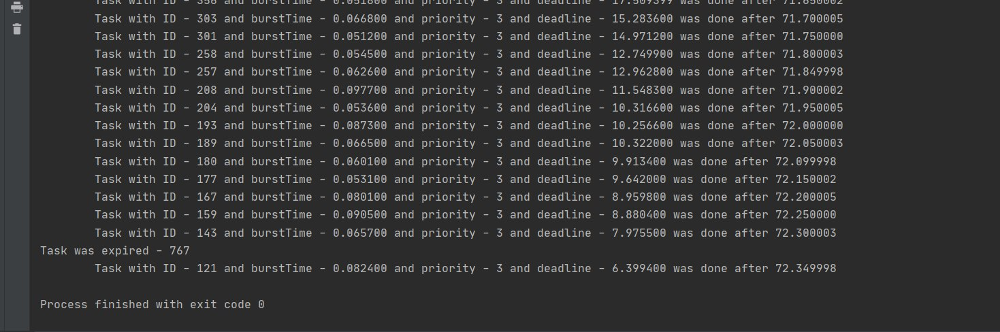 Task with ID - 356 and burstTime - 0.051800 and priority - 3 and deadline - 17.509399 was done after 71.650002
Task with ID - 303 and burstTime - 0.066800 and priority - 3 and deadline - 15.283600 was done after 71.700005
Task with ID - 301 and burstTime - 0.051200 and priority - 3 and deadline - 14.971200 was done after 71.750000
Task with ID - 258 and burstTime - 0.054500 and priority - 3 and deadline - 12.749900 was done after 71.800003
Task with ID - 257 and burstTime - 0.062600 and priority - 3 and deadline - 12.962800 was done after 71.849998
Task with ID - 208 and burstTime - 0.097700 and priority - 3 and deadline - 11.548300 was done after 71.900002
Task with ID - 204 and burstTime - 0.053600 and priority - 3 and deadline - 10.316600 was done after 71.950005
Task with ID - 193 and burstTime - 0.087300 and priority - 3 and deadline - 10.256600 was done after 72.000000
Task with ID - 189 and burstTime - 0.066500 and priority - 3 and deadline - 10.322000 was done after 72.050003
Task with ID - 180 and burstTime - 0.060100 and priority - 3 and deadline - 9.913400 was done after 72.099998
Task with ID - 177 and burstTime - 0.053100 and priority - 3 and deadline - 9.642000 was done after 72.150002
Task with ID - 167 and burstTime - 0.080100 and priority - 3 and deadline - 8.959800 was done after 72.200005
Task with ID - 159 and burstTime - 0.090500 and priority - 3 and deadline - 8.880400 was done after 72.250000
Task with ID - 143 and burstTime - 0.065700 and priority - 3 and deadline - 7.975500 was done after 72.300003
Task was expired - 767
Task with ID - 121 and burstTime - 0.082400 and priority - 3 and deadline - 6.399400 was done after 72.349998
Process finished with exit code 0